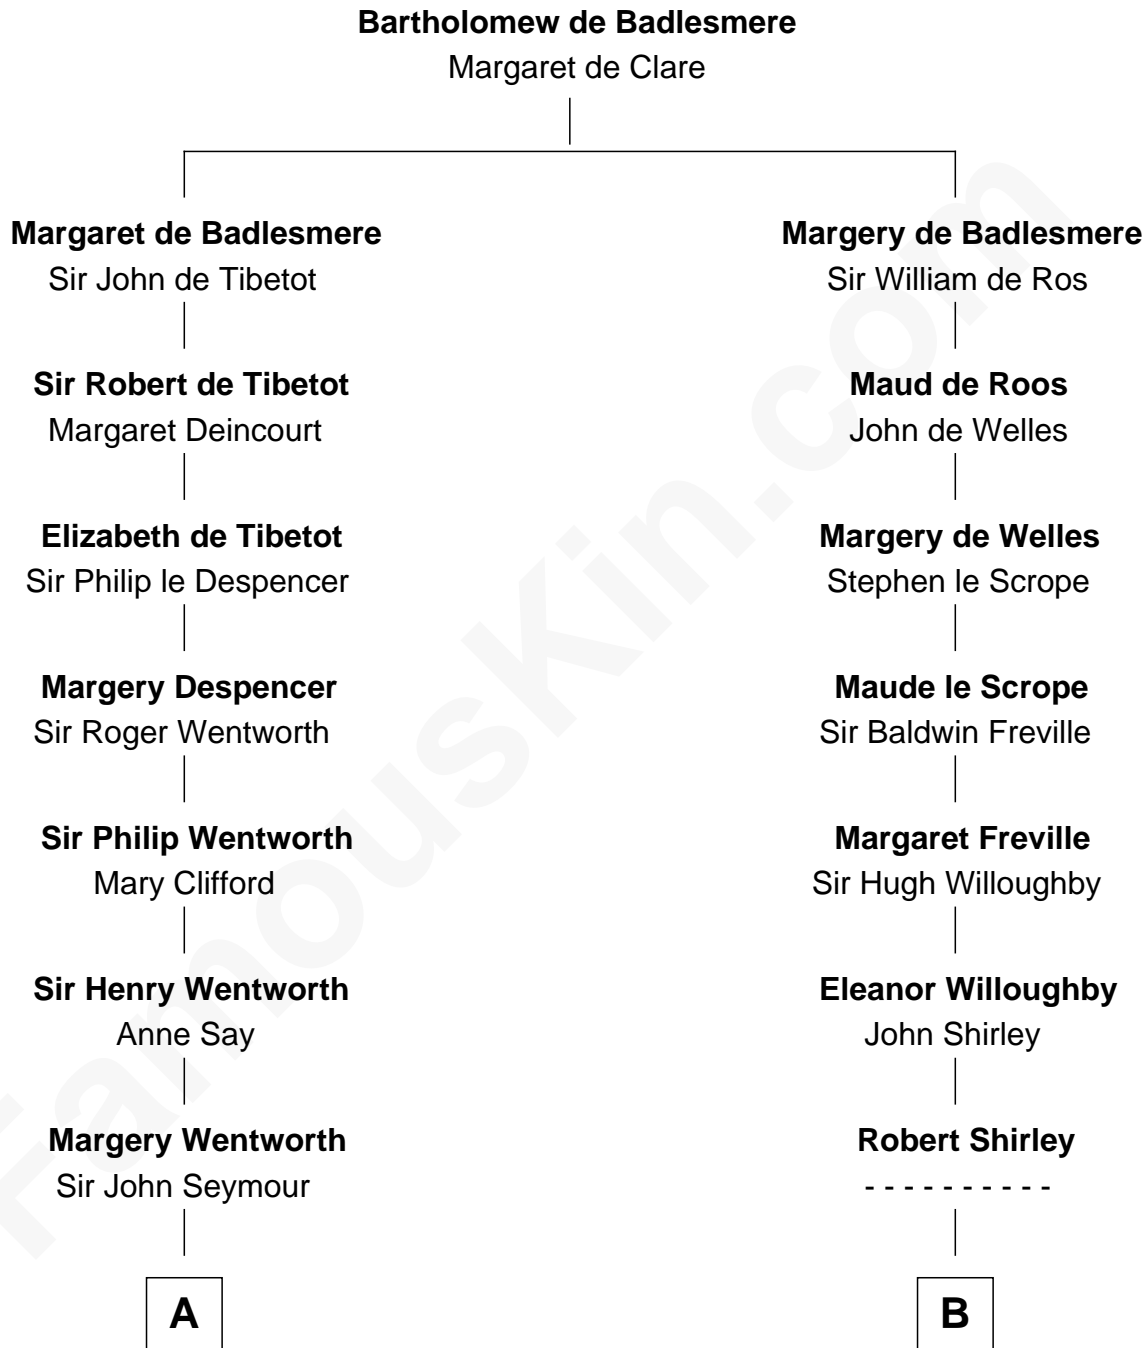 Bartholomew de Badlesmere
Margaret de Clare
Margaret de Badlesmere
Sir John de Tibetot
Margery de Badlesmere
Sir William de Ros
Sir Robert de Tibetot
Margaret Deincourt
Maud de Roos
John de Welles
Elizabeth de Tibetot
Sir Philip le Despencer
Margery de Welles
Stephen le Scrope
Margery Despencer
Sir Roger Wentworth
Maude le Scrope
Sir Baldwin Freville
Sir Philip Wentworth
Mary Clifford
Margaret Freville
Sir Hugh Willoughby
Sir Henry Wentworth
Anne Say
Eleanor Willoughby
John Shirley
Margery Wentworth
Sir John Seymour
Robert Shirley
- - - - - - - - - -
A
B
FamousKin.com